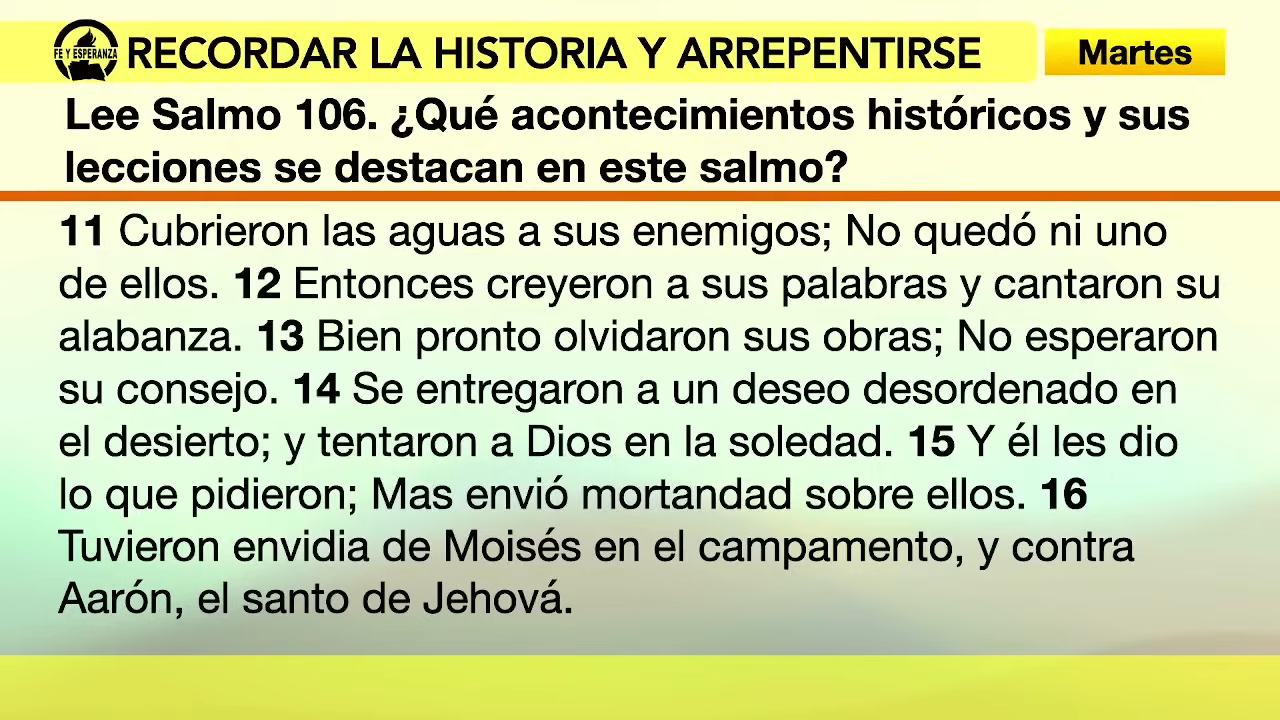 FE Y ESPERANZA
RECORDAR LA HISTORIA Y ARREPENTIRSE
Martes
Lee Salmo 106. ¿Qué acontecimientos históricos y sus
lecciones se destacan en este salmo?
11 Cubrieron las aguas a sus enemigos; No quedó ni uno
de ellos. 12 Entonces creyeron a sus palabras y cantaron su
alabanza. 13 Bien pronto olvidaron sus obras; No esperaron
su consejo. 14 Se entregaron a un deseo desordenado en
el desierto; y tentaron a Dios en la soledad. 15 Y él les dio
lo que pidieron; Mas envió mortandad sobre ellos. 16
Tuvieron envidia de Moisés en el campamento, y contra
Aarón, el santo de Jehová.